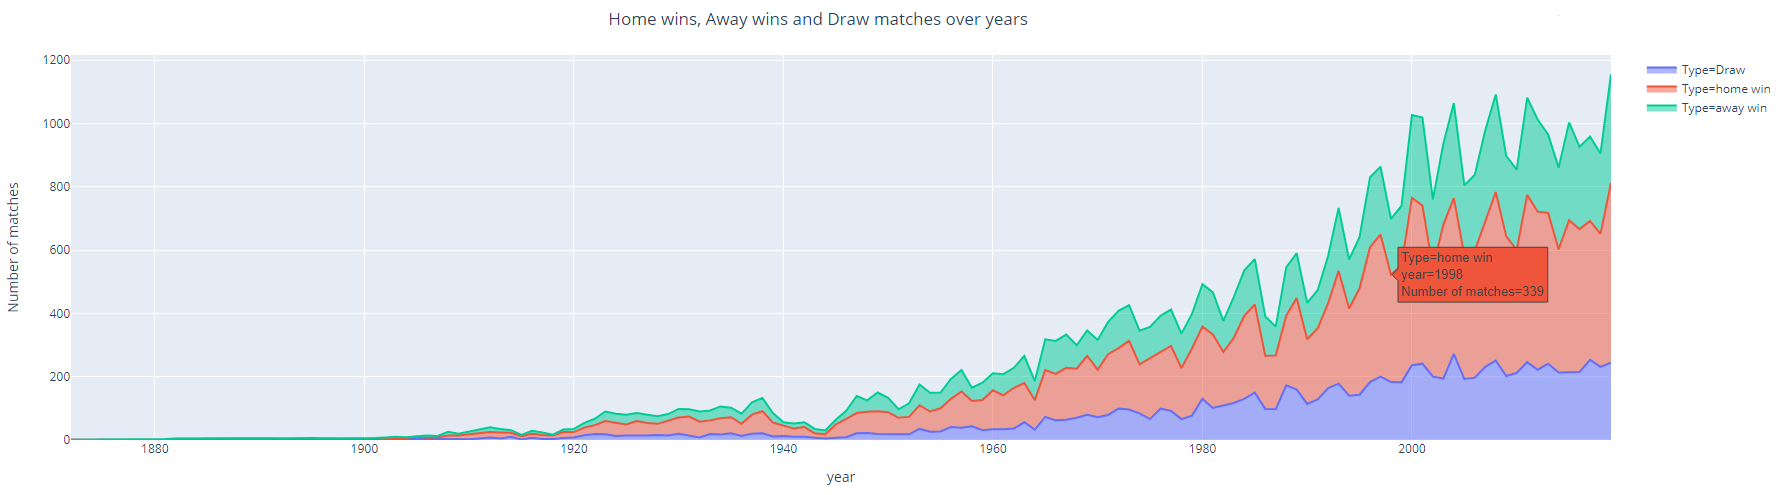 Home wins, Away wins and Draw matches over years
1200
1000
800
600
400
200
0
Number of matches
1880
1900
1920
1940
1960
1980
2000
year
Type=Draw
Type=home win
Type=away win
Type=home win
year=1998
Number of matches=339